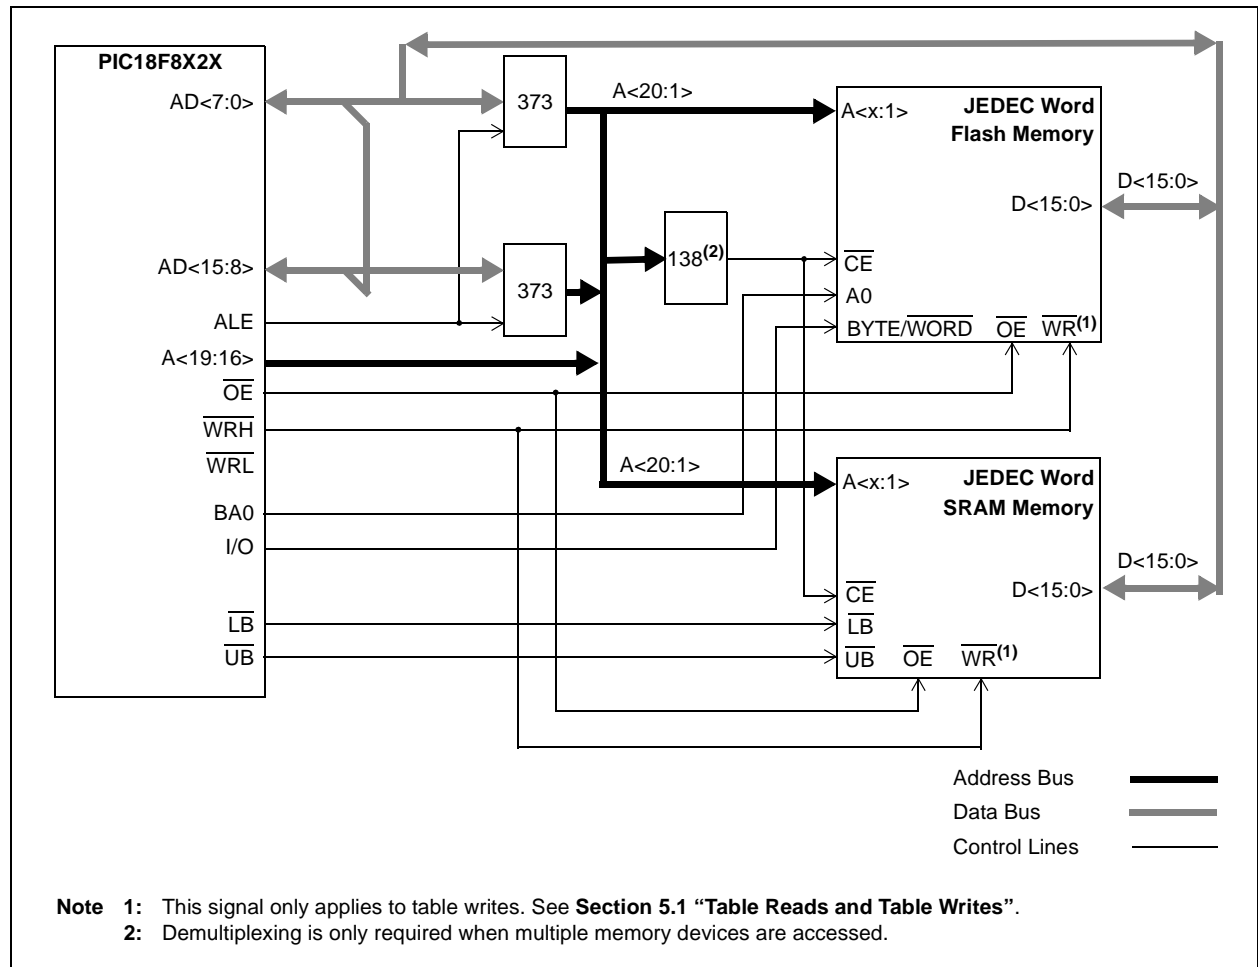 PIC18F8X2X
AD<7:0>
AD<15:8>
ALE
A<19:16>
OE
WRH
WRL
BA0
I/O
LB
UB
373
373
A<20:1>
138(2)
A<20:1>
A<x:1>
JEDEC Word
Flash Memory
D<15:0>
CE
A0
BYTE/WORD OE WR(1)
D<15:0>
A<x:1>
JEDEC Word
SRAM Memory
D<15:0>
CE
LB
UB OE WR(1)
D<15:0>
Address Bus
Data Bus
Control Lines
Note 1: This signal only applies to table writes. See Section 5.1 “Table Reads and Table Writes”.
2: Demultiplexing is only required when multiple memory devices are accessed.